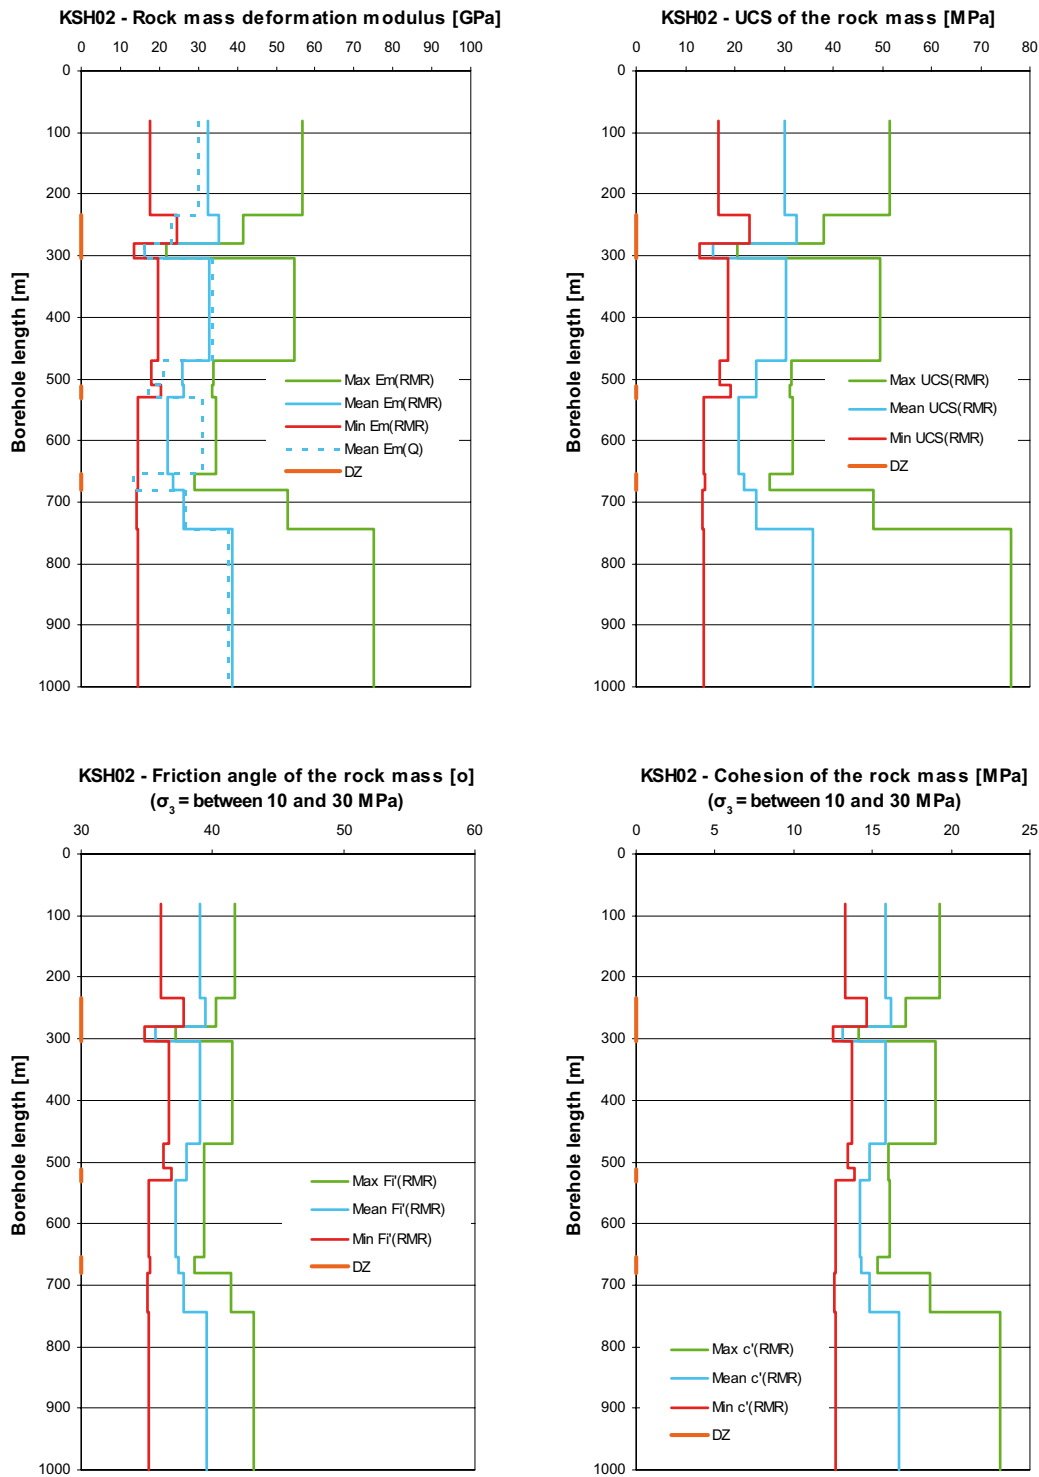 KSH02 - Rock mass deformation modulus [GPa]
0 10 20 30 40 50 60 70 80 90 100
0
100
200
300
400
500
600
700
800
900
1000
Borehole length [m]
Max Em(RMR)
Mean Em(RMR)
Min Em(RMR)
Mean Em(Q)
DZ
KSH02 - UCS of the rock mass [MPa]
0 10 20 30 40 50 60 70 80
0
100
200
300
400
500
600
700
800
900
1000
Borehole length [m]
Max UCS(RMR)
Mean UCS(RMR)
Min UCS(RMR)
DZ
KSH02 - Friction angle of the rock mass [o]
(σ3 = between 10 and 30 MPa)
30 40 50 60
0
100
200
300
400
500
600
700
800
900
1000
Borehole length [m]
Max Fi'(RMR)
Mean Fi'(RMR)
Min Fi'(RMR)
DZ
KSH02 - Cohesion of the rock mass [MPa]
(σ3 = between 10 and 30 MPa)
0 5 10 15 20 25
0
100
200
300
400
500
600
700
800
900
1000
Borehole length [m]
Max c'(RMR)
Mean c'(RMR)
Min c'(RMR)
DZ